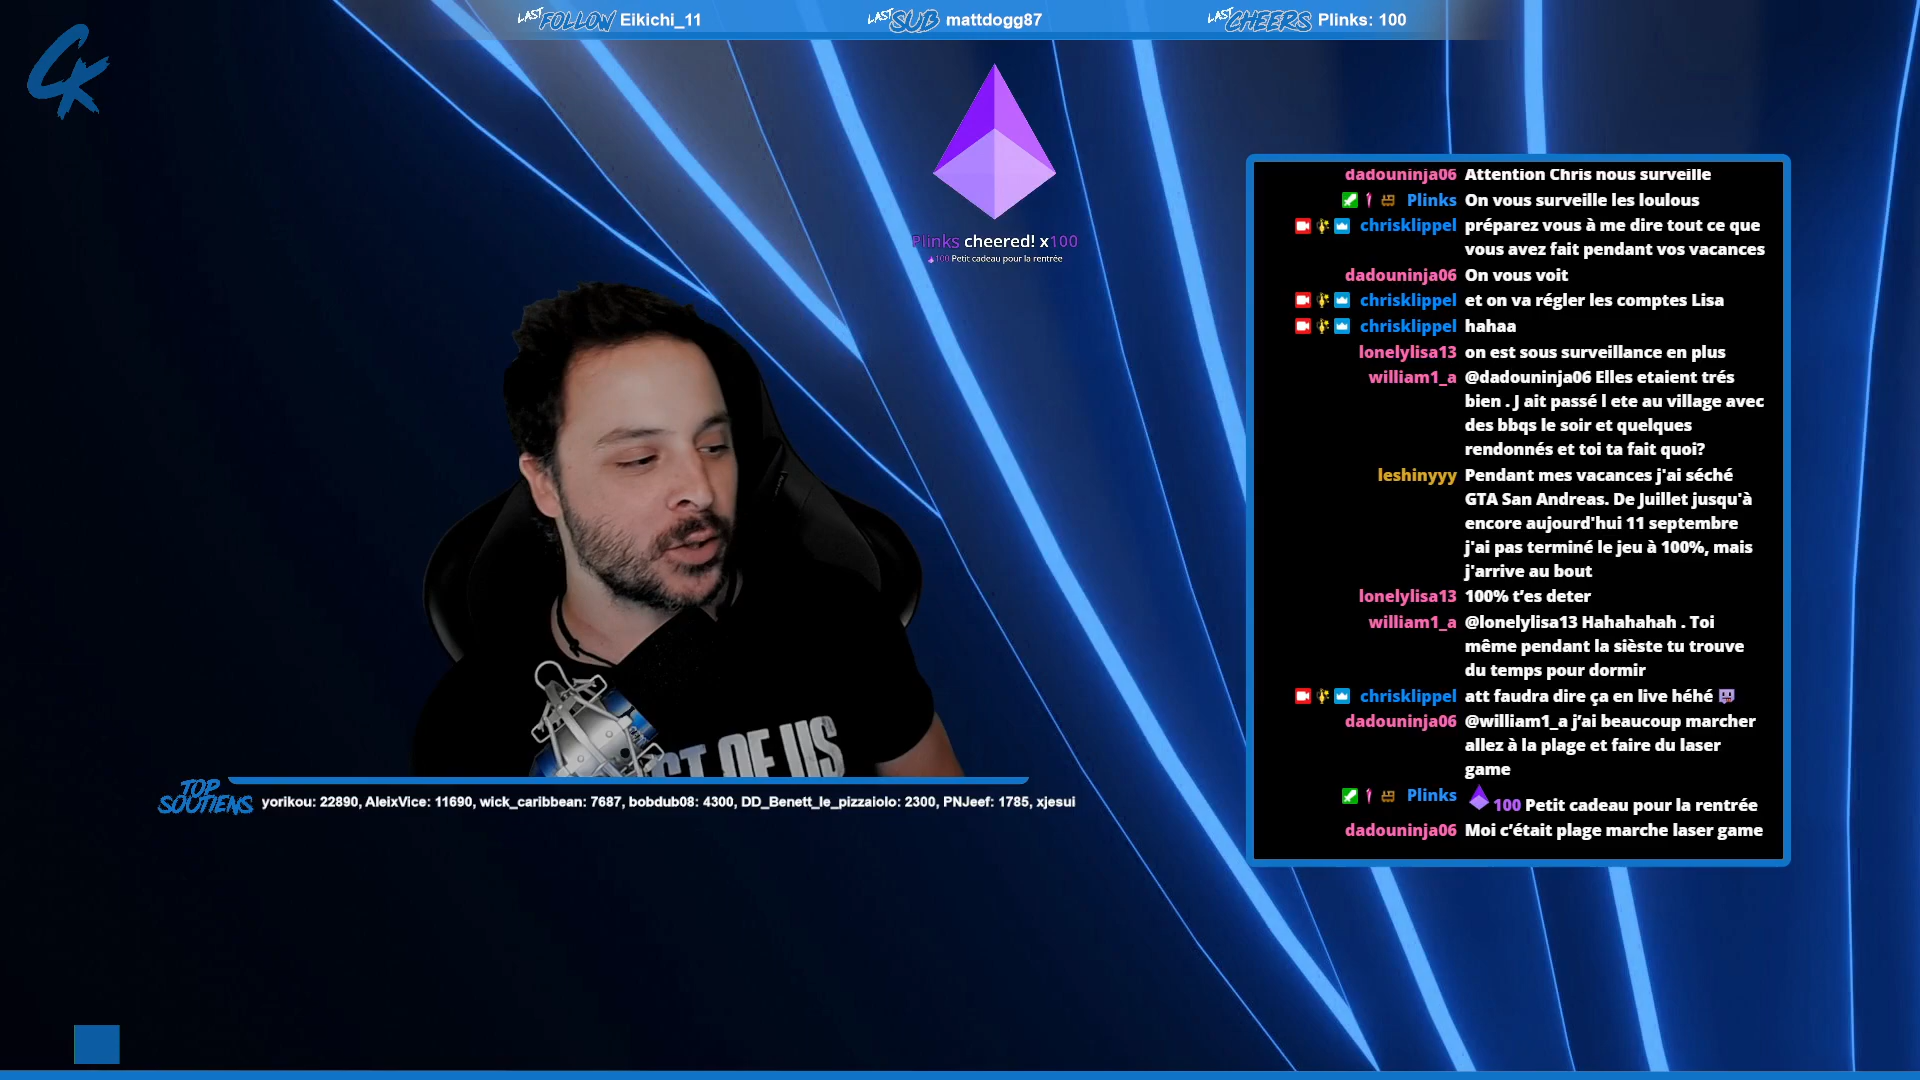 LAST FOLLOW Eikichi_11
LAST SUB mattdogg87
LAST CHEERS Plinks: 100
CK
Plinks cheered! x100
100 Petit cadeau pour la rentrée
dadouninja06 Attention Chris nous surveille
Plinks On vous surveille les loulous
chrisklippel préparez vous à me dire tout ce que
vous avez fait pendant vos vacances
dadouninja06 On vous voit
chrisklippel et on va régler les comptes Lisa
chrisklippel hahaa
lonelylisa13 on est sous surveillance en plus
william1_a @dadouninja06 Elles etaient trés
bien . J ait passé l ete au village avec
des bbqs le soir et quelques
rendonnés et toi ta fait quoi?
leshinyyy Pendant mes vacances j'ai séché
GTA San Andreas. De Juillet jusqu'à
encore aujourd'hui 11 septembre
j'ai pas terminé le jeu à 100%, mais
j'arrive au bout
lonelylisa13 100% t’es deter
william1_a @lonelylisa13 Hahahahah . Toi
même pendant la sièste tu trouve
du temps pour dormir
chrisklippel att faudra dire ça en live héhé
dadouninja06 @william1_a j’ai beaucoup marcher
allez à la plage et faire du laser
game
Plinks 100 Petit cadeau pour la rentrée
dadouninja06 Moi c’était plage marche laser game
OF US
TOP SOUTIENS yorikou: 22890, AleixVice: 11690, wick_caribbean: 7687, bobdub08: 4300, DD_Benett_le_pizzaiolo: 2300, PNJeef: 1785, xjesui